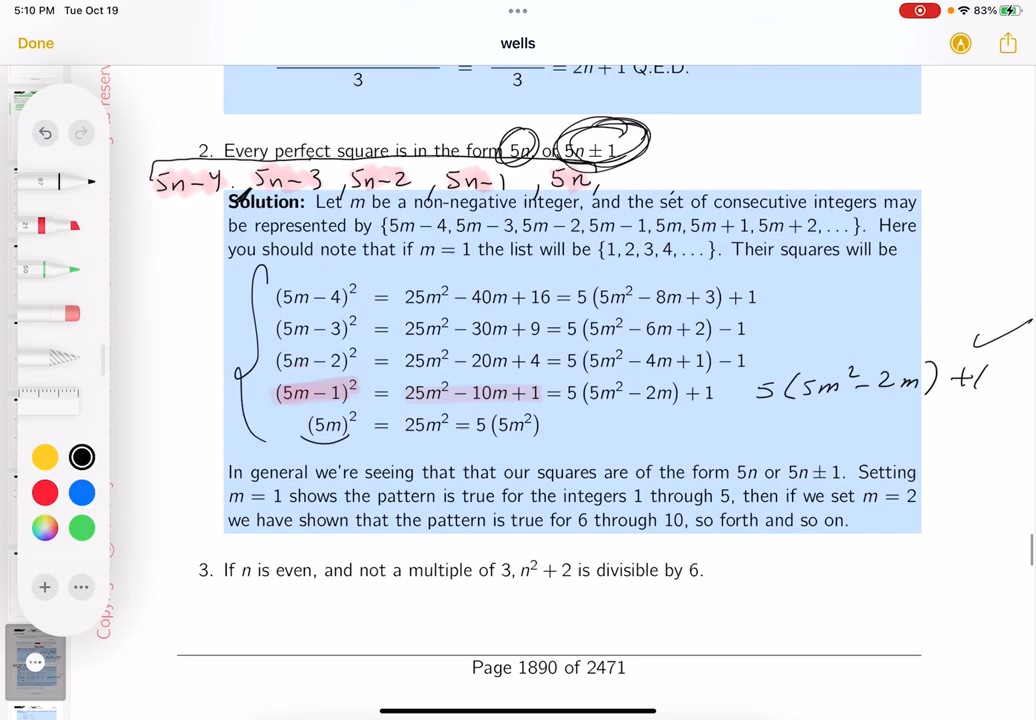 5:10 PM Tue Oct 19
83%
Done
wells
3 = 3 = 2n + 1 Q.E.D.
2. Every perfect square is in the form 5n or 5n ± 1.
5n-4, 5n-3, 5n-2, 5n-1, 5n,
Solution: Let m be a non-negative integer, and the set of consecutive integers may
be represented by {5m − 4, 5m − 3, 5m − 2, 5m − 1, 5m, 5m + 1, 5m + 2, . . . }. Here
you should note that if m = 1 the list will be {1, 2, 3, 4, . . . }. Their squares will be
(5m − 4)² = 25m² − 40m + 16 = 5 (5m² − 8m + 3) + 1
(5m − 3)² = 25m² − 30m + 9 = 5 (5m² − 6m + 2) − 1
(5m − 2)² = 25m² − 20m + 4 = 5 (5m² − 4m + 1) − 1
(5m − 1)² = 25m² − 10m + 1 = 5 (5m² − 2m) + 1
5(5m² - 2m) + 1
(5m)² = 25m² = 5 (5m²)
In general we're seeing that that our squares are of the form 5n or 5n ± 1. Setting
m = 1 shows the pattern is true for the integers 1 through 5, then if we set m = 2
we have shown that the pattern is true for 6 through 10, so forth and so on.
3. If n is even, and not a multiple of 3, n² + 2 is divisible by 6.
Page 1890 of 2471
97
21
50